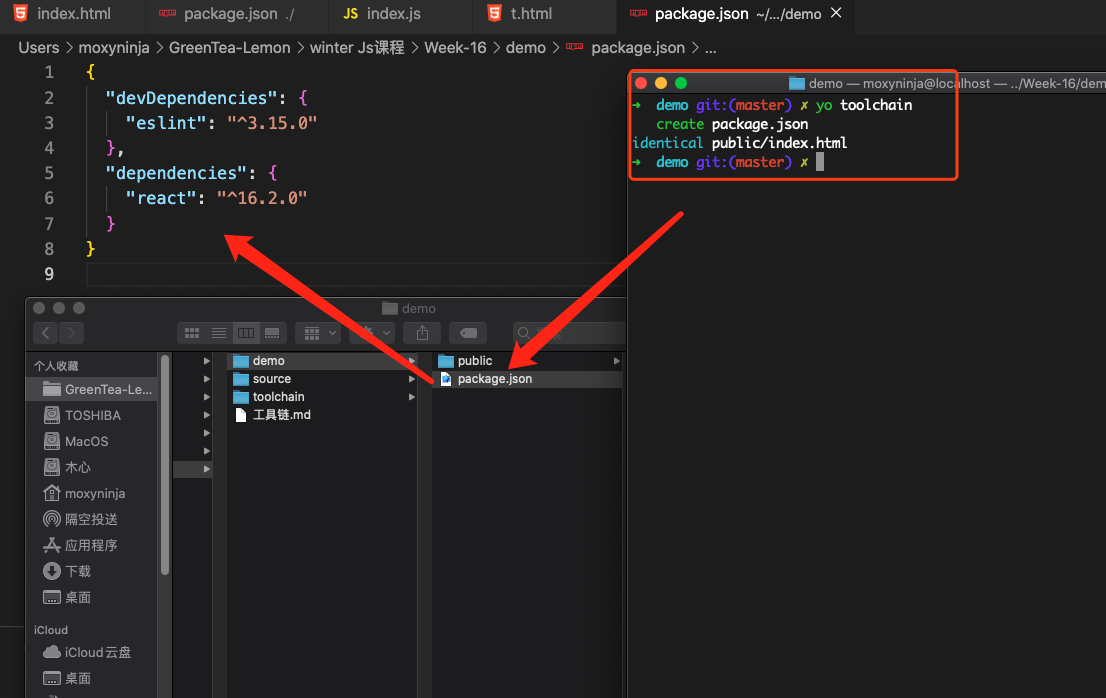 index.html
package.json ./
JS index.js
t.html
package.json ~/.../demo
Users > moxyninja > GreenTea-Lemon > winter Js课程 > Week-16 > demo > package.json > ...
1 {
2 "devDependencies": {
3 "eslint": "^3.15.0"
4 },
5 "dependencies": {
6 "react": "^16.2.0"
7 }
8 }
9
demo — moxyninja@localhost — ../Week-16/dem
➜ demo git:(master) ✗ yo toolchain
create package.json
identical public/index.html
➜ demo git:(master) ✗
demo
个人收藏
GreenTea-Le...
TOSHIBA
MacOS
木心
moxyninja
隔空投送
应用程序
下载
桌面
iCloud
iCloud云盘
桌面
demo
source
toolchain
工具链.md
public
package.json